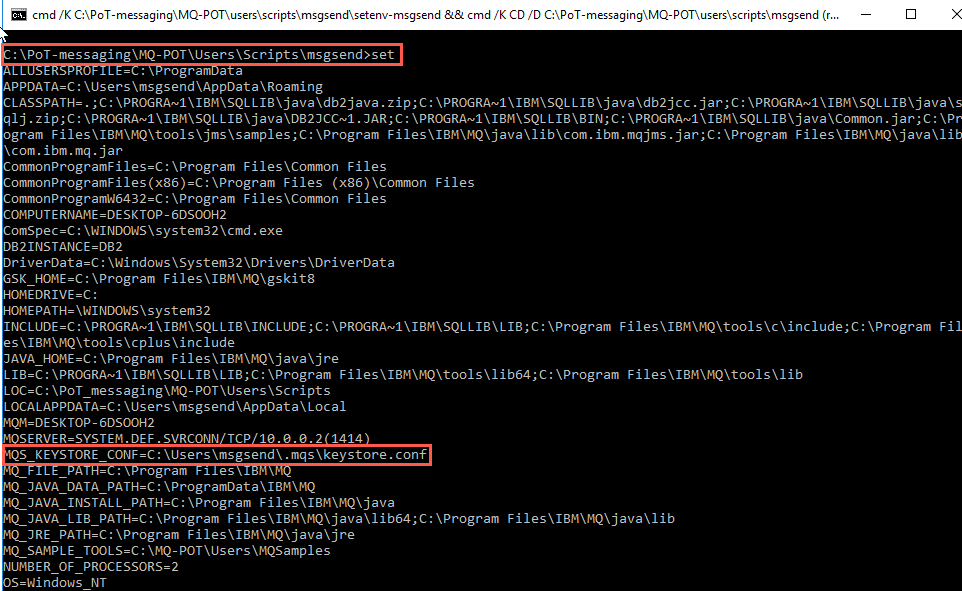 cmd /K C:\PoT-messaging\MQ-POT\users\scripts\msgsend\setenv-msgsend && cmd /K CD /D C:\PoT-messaging\MQ-POT\users\scripts\msgsend (r...
C:\PoT-messaging\MQ-POT\Users\Scripts\msgsend>set
ALLUSERSPROFILE=C:\ProgramData
APPDATA=C:\Users\msgsend\AppData\Roaming
CLASSPATH=.;C:\PROGRA~1\IBM\SQLLIB\java\db2java.zip;C:\PROGRA~1\IBM\SQLLIB\java\db2jcc.jar;C:\PROGRA~1\IBM\SQLLIB\java\s
qlj.zip;C:\PROGRA~1\IBM\SQLLIB\java\DB2JCC~1.JAR;C:\PROGRA~1\IBM\SQLLIB\BIN;C:\PROGRA~1\IBM\SQLLIB\java\Common.jar;C:\Pr
ogram Files\IBM\MQ\tools\jms\samples;C:\Program Files\IBM\MQ\java\lib\com.ibm.mqjms.jar;C:\Program Files\IBM\MQ\java\lib
\com.ibm.mq.jar
CommonProgramFiles=C:\Program Files\Common Files
CommonProgramFiles(x86)=C:\Program Files (x86)\Common Files
CommonProgramW6432=C:\Program Files\Common Files
COMPUTERNAME=DESKTOP-6DSOOH2
ComSpec=C:\WINDOWS\system32\cmd.exe
DB2INSTANCE=DB2
DriverData=C:\Windows\System32\Drivers\DriverData
GSK_HOME=C:\Program Files\IBM\MQ\gskit8
HOMEDRIVE=C:
HOMEPATH=\WINDOWS\system32
INCLUDE=C:\PROGRA~1\IBM\SQLLIB\INCLUDE;C:\PROGRA~1\IBM\SQLLIB\LIB;C:\Program Files\IBM\MQ\tools\c\include;C:\Program Fil
es\IBM\MQ\tools\cplus\include
JAVA_HOME=C:\Program Files\IBM\MQ\java\jre
LIB=C:\PROGRA~1\IBM\SQLLIB\LIB;C:\Program Files\IBM\MQ\tools\lib64;C:\Program Files\IBM\MQ\tools\lib
LOC=C:\PoT_messaging\MQ-POT\Users\Scripts
LOCALAPPDATA=C:\Users\msgsend\AppData\Local
MQM=DESKTOP-6DSOOH2
MQSERVER=SYSTEM.DEF.SVRCONN/TCP/10.0.0.2(1414)
MQS_KEYSTORE_CONF=C:\Users\msgsend\.mqs\keystore.conf
MQ_FILE_PATH=C:\Program Files\IBM\MQ
MQ_JAVA_DATA_PATH=C:\ProgramData\IBM\MQ
MQ_JAVA_INSTALL_PATH=C:\Program Files\IBM\MQ\java
MQ_JAVA_LIB_PATH=C:\Program Files\IBM\MQ\java\lib64;C:\Program Files\IBM\MQ\java\lib
MQ_JRE_PATH=C:\Program Files\IBM\MQ\java\jre
MQ_SAMPLE_TOOLS=C:\MQ-POT\Users\MQSamples
NUMBER_OF_PROCESSORS=2
OS=Windows_NT